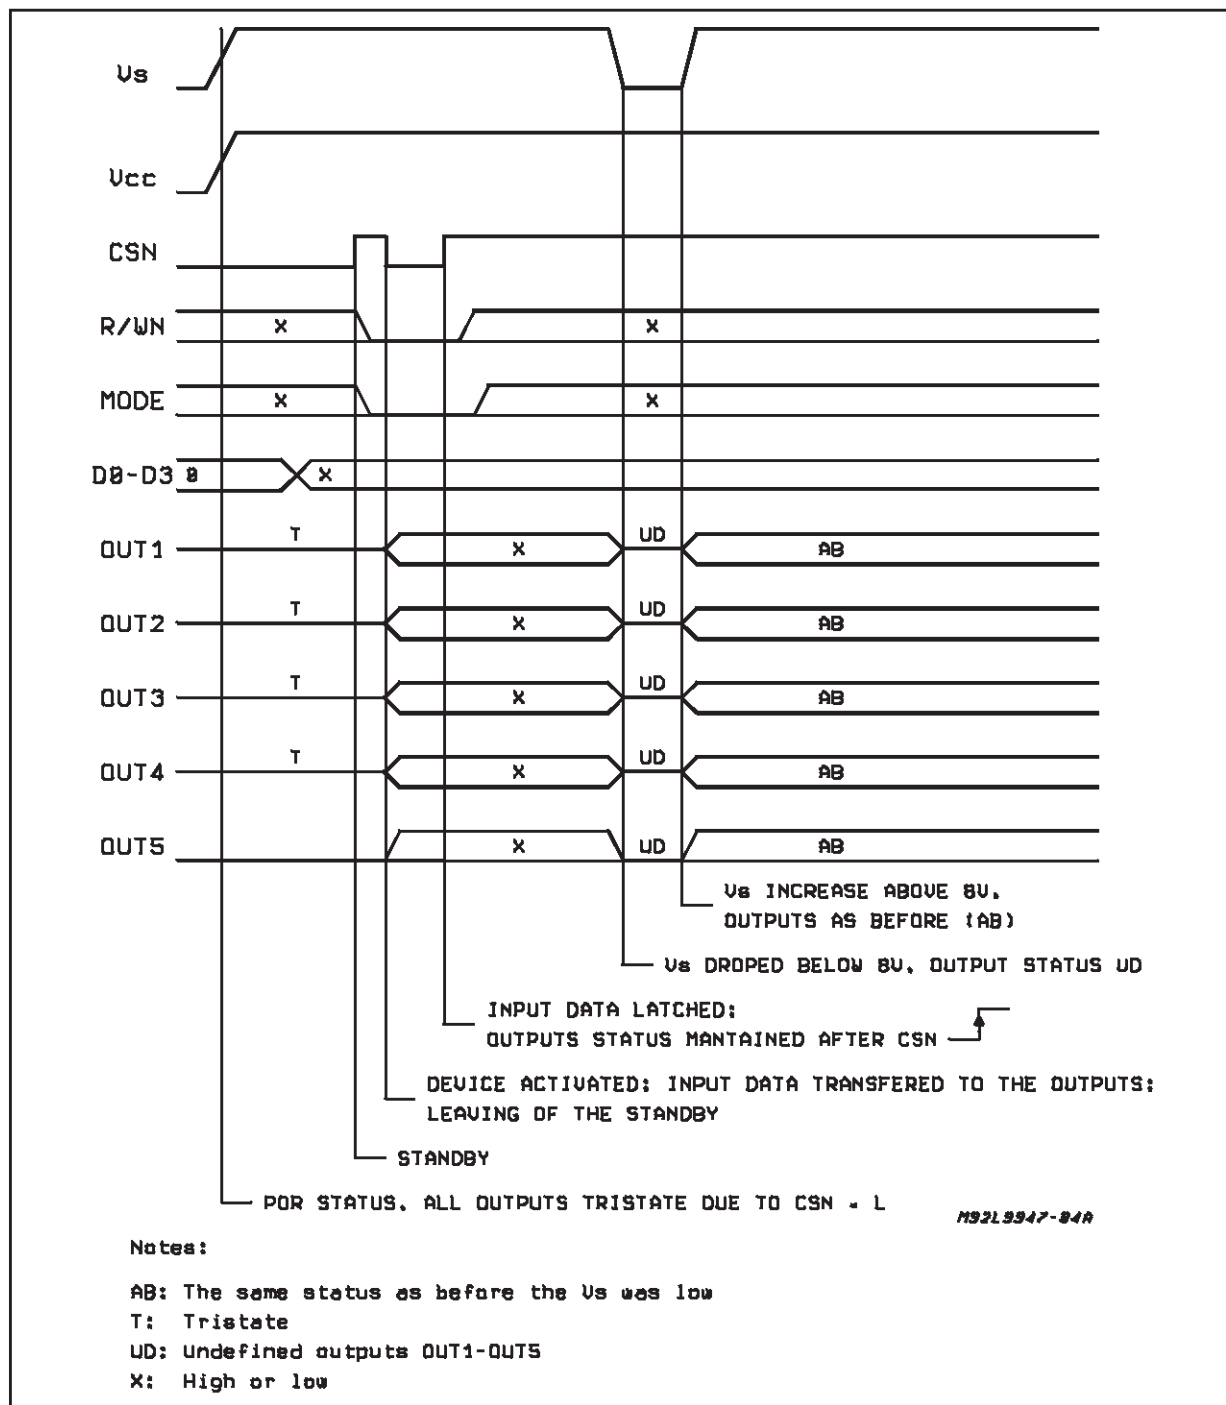 Vs
Vcc
CSN
R/WN X X
MODE X X
D0-D3 0 X
OUT1 T X UD AB
OUT2 T X UD AB
OUT3 T X UD AB
OUT4 T X UD AB
OUT5 X UD AB
Vs INCREASE ABOVE 8V.
OUTPUTS AS BEFORE (AB)
Vs DROPED BELOW 8V. OUTPUT STATUS UD
INPUT DATA LATCHED;
OUTPUTS STATUS MANTAINED AFTER CSN
DEVICE ACTIVATED; INPUT DATA TRANSFERED TO THE OUTPUTS;
LEAVING OF THE STANDBY
STANDBY
POR STATUS. ALL OUTPUTS TRISTATE DUE TO CSN = L
M92L9947-04A
Notes:
AB: The same status as before the Vs was low
T: Tristate
UD: Undefined outputs OUT1-OUT5
X: High or low